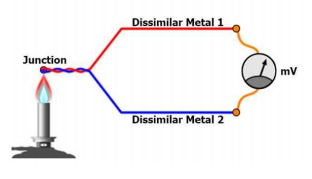 Dissimilar Metal 1
Junction
mV
Dissimilar Metal 2